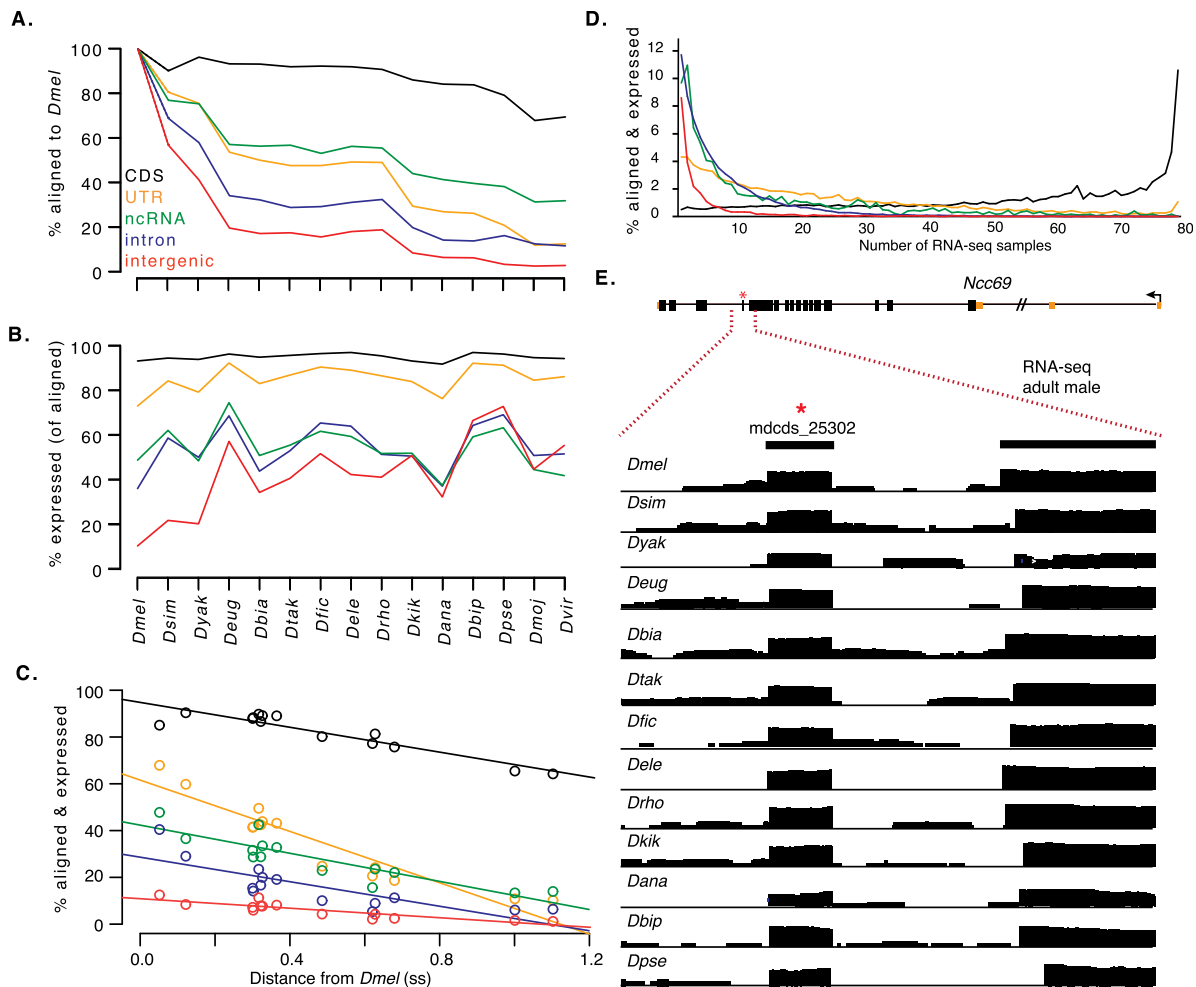 A.
% aligned to Dmel
100
80
60
40
20
0
CDS
UTR
ncRNA
intron
intergenic
B.
% expressed (of aligned)
100
80
60
40
20
0
Dmel
Dsim
Dyak
Deug
Dbia
Dtak
Dfic
Dele
Drho
Dkik
Dana
Dbip
Dpse
Dmoj
Dvir
C.
% aligned & expressed
100
80
60
40
20
0
0.0
0.4
0.8
1.2
Distance from Dmel (ss)
D.
% aligned & expressed
12
10
8
6
4
2
0
10
20
30
40
50
60
70
80
Number of RNA-seq samples
E.
Ncc69
*
//
RNA-seq
adult male
*
mdcds_25302
Dmel
Dsim
Dyak
Deug
Dbia
Dtak
Dfic
Dele
Drho
Dkik
Dana
Dbip
Dpse